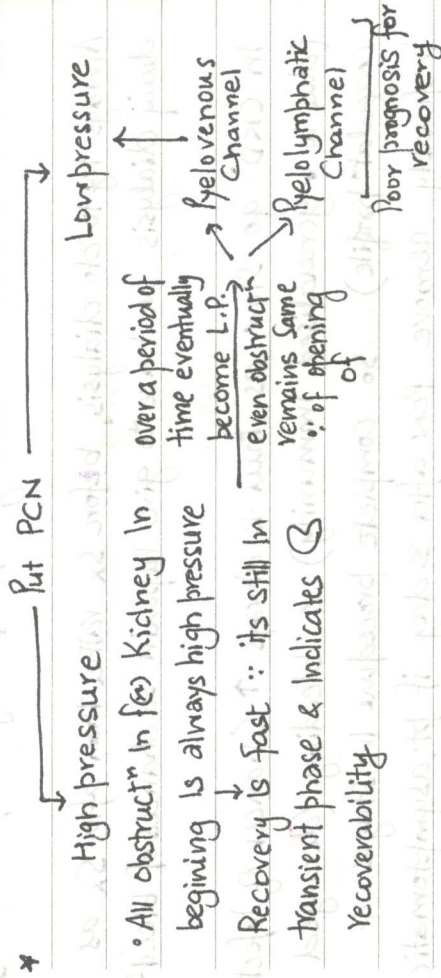 *
Put PCN
High pressure
Low pressure
• All obstructⁿ In f(~) Kidney In
begining Is always high pressure
Recovery Is fast ∵ its still In
transient phase & Indicates
recoverability
over a period of
time eventually
become L.P.
even obstructⁿ
remains Same
∵ of opening
of
Pyelovenous
Channel
Pyelolymphatic
Channel
Poor prognosis for
recovery